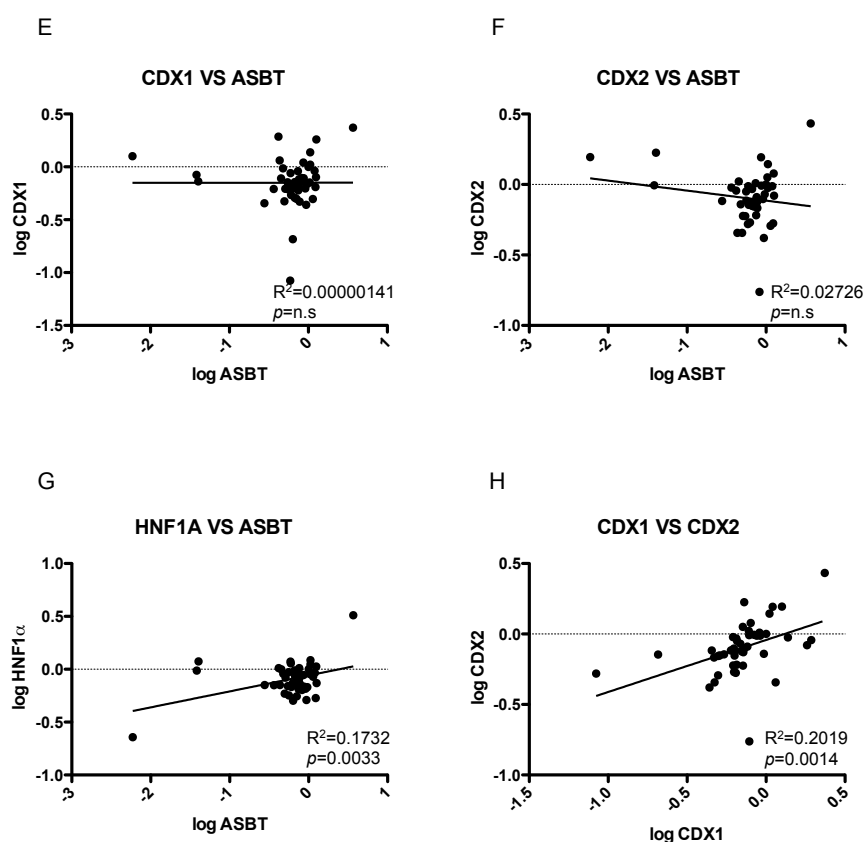 E
CDX1 VS ASBT
0.5
0.0
-0.5
-1.0
-1.5
log CDX1
R²=0.00000141
p=n.s
-3 -2 -1 0 1
log ASBT
F
CDX2 VS ASBT
0.5
0.0
-0.5
-1.0
log CDX2
R²=0.02726
p=n.s
-3 -2 -1 0 1
log ASBT
G
HNF1A VS ASBT
1.0
0.5
0.0
-0.5
-1.0
log HNF1α
R²=0.1732
p=0.0033
-3 -2 -1 0 1
log ASBT
H
CDX1 VS CDX2
0.5
0.0
-0.5
-1.0
log CDX2
R²=0.2019
p=0.0014
-1.5 -1.0 -0.5 0.0 0.5
log CDX1